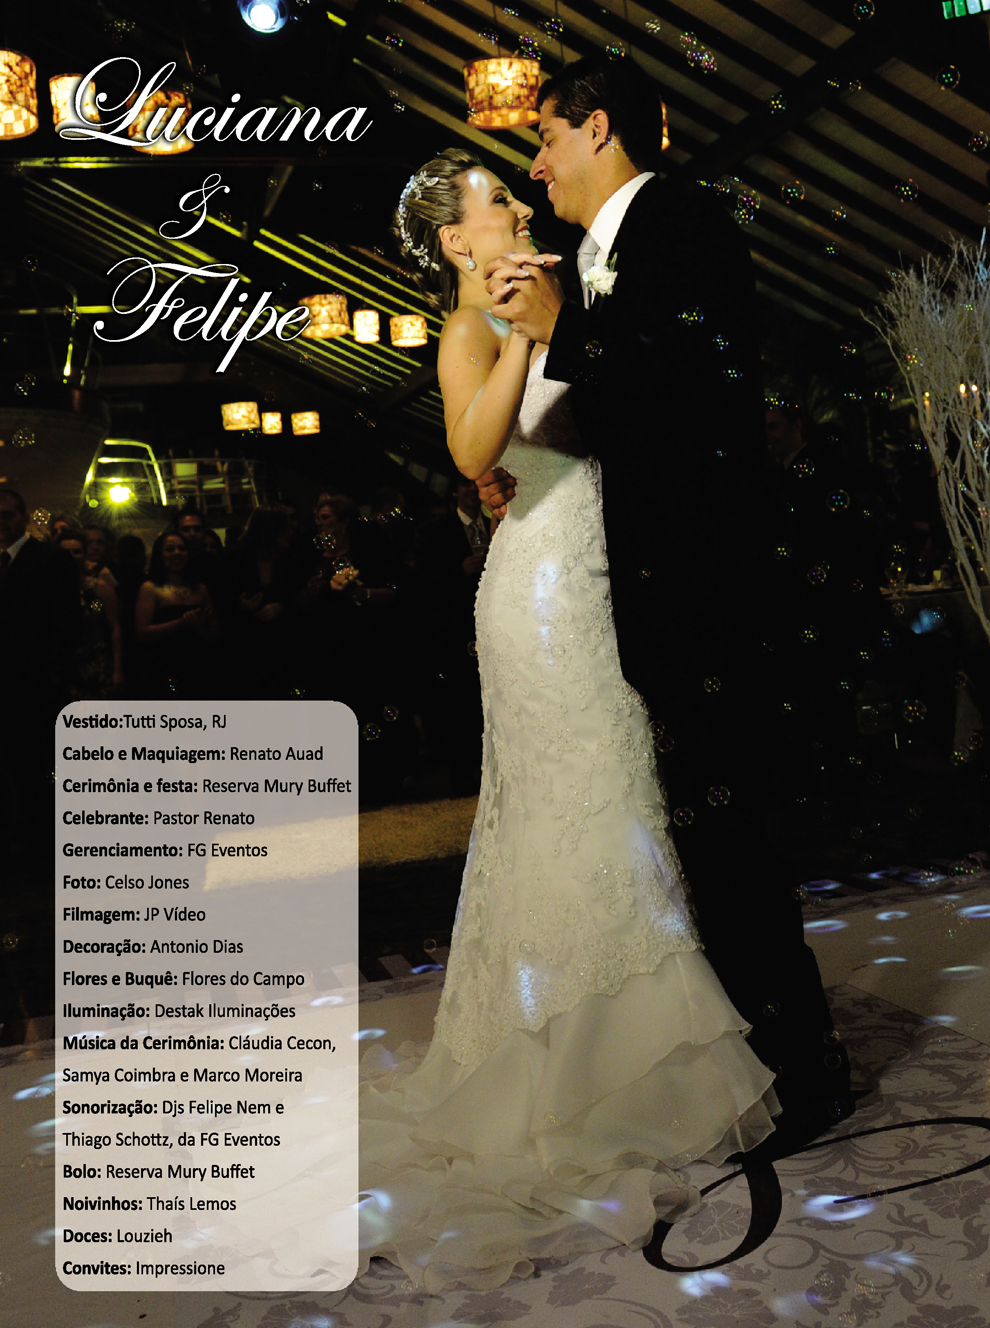 Luciana
&
Felipe
Vestido:Tutti Sposa, RJ
Cabelo e Maquiagem: Renato Auad
Cerimônia e festa: Reserva Mury Buffet
Celebrante: Pastor Renato
Gerenciamento: FG Eventos
Foto: Celso Jones
Filmagem: JP Vídeo
Decoração: Antonio Dias
Flores e Buquê: Flores do Campo
Iluminação: Destak Iluminações
Música da Cerimônia: Cláudia Cecon,
Samya Coimbra e Marco Moreira
Sonorização: Djs Felipe Nem e
Thiago Schottz, da FG Eventos
Bolo: Reserva Mury Buffet
Noivinhos: Thaís Lemos
Doces: Louzieh
Convites: Impressione